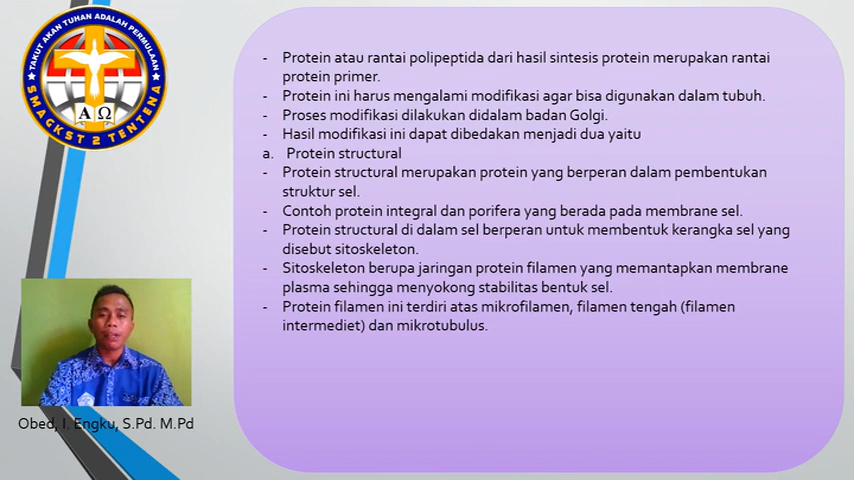 TAKUT AKAN TUHAN ADALAH PERMULAAN
A Ω
SMAGKST 2 TENTENA
- Protein atau rantai polipeptida dari hasil sintesis protein merupakan rantai
protein primer.
- Protein ini harus mengalami modifikasi agar bisa digunakan dalam tubuh.
- Proses modifikasi dilakukan didalam badan Golgi.
- Hasil modifikasi ini dapat dibedakan menjadi dua yaitu
a. Protein structural
- Protein structural merupakan protein yang berperan dalam pembentukan
struktur sel.
- Contoh protein integral dan porifera yang berada pada membrane sel.
- Protein structural di dalam sel berperan untuk membentuk kerangka sel yang
disebut sitoskeleton.
- Sitoskeleton berupa jaringan protein filamen yang memantapkan membrane
plasma sehingga menyokong stabilitas bentuk sel.
- Protein filamen ini terdiri atas mikrofilamen, filamen tengah (filamen
intermediet) dan mikrotubulus.
Obed, I. Engku, S.Pd. M.Pd